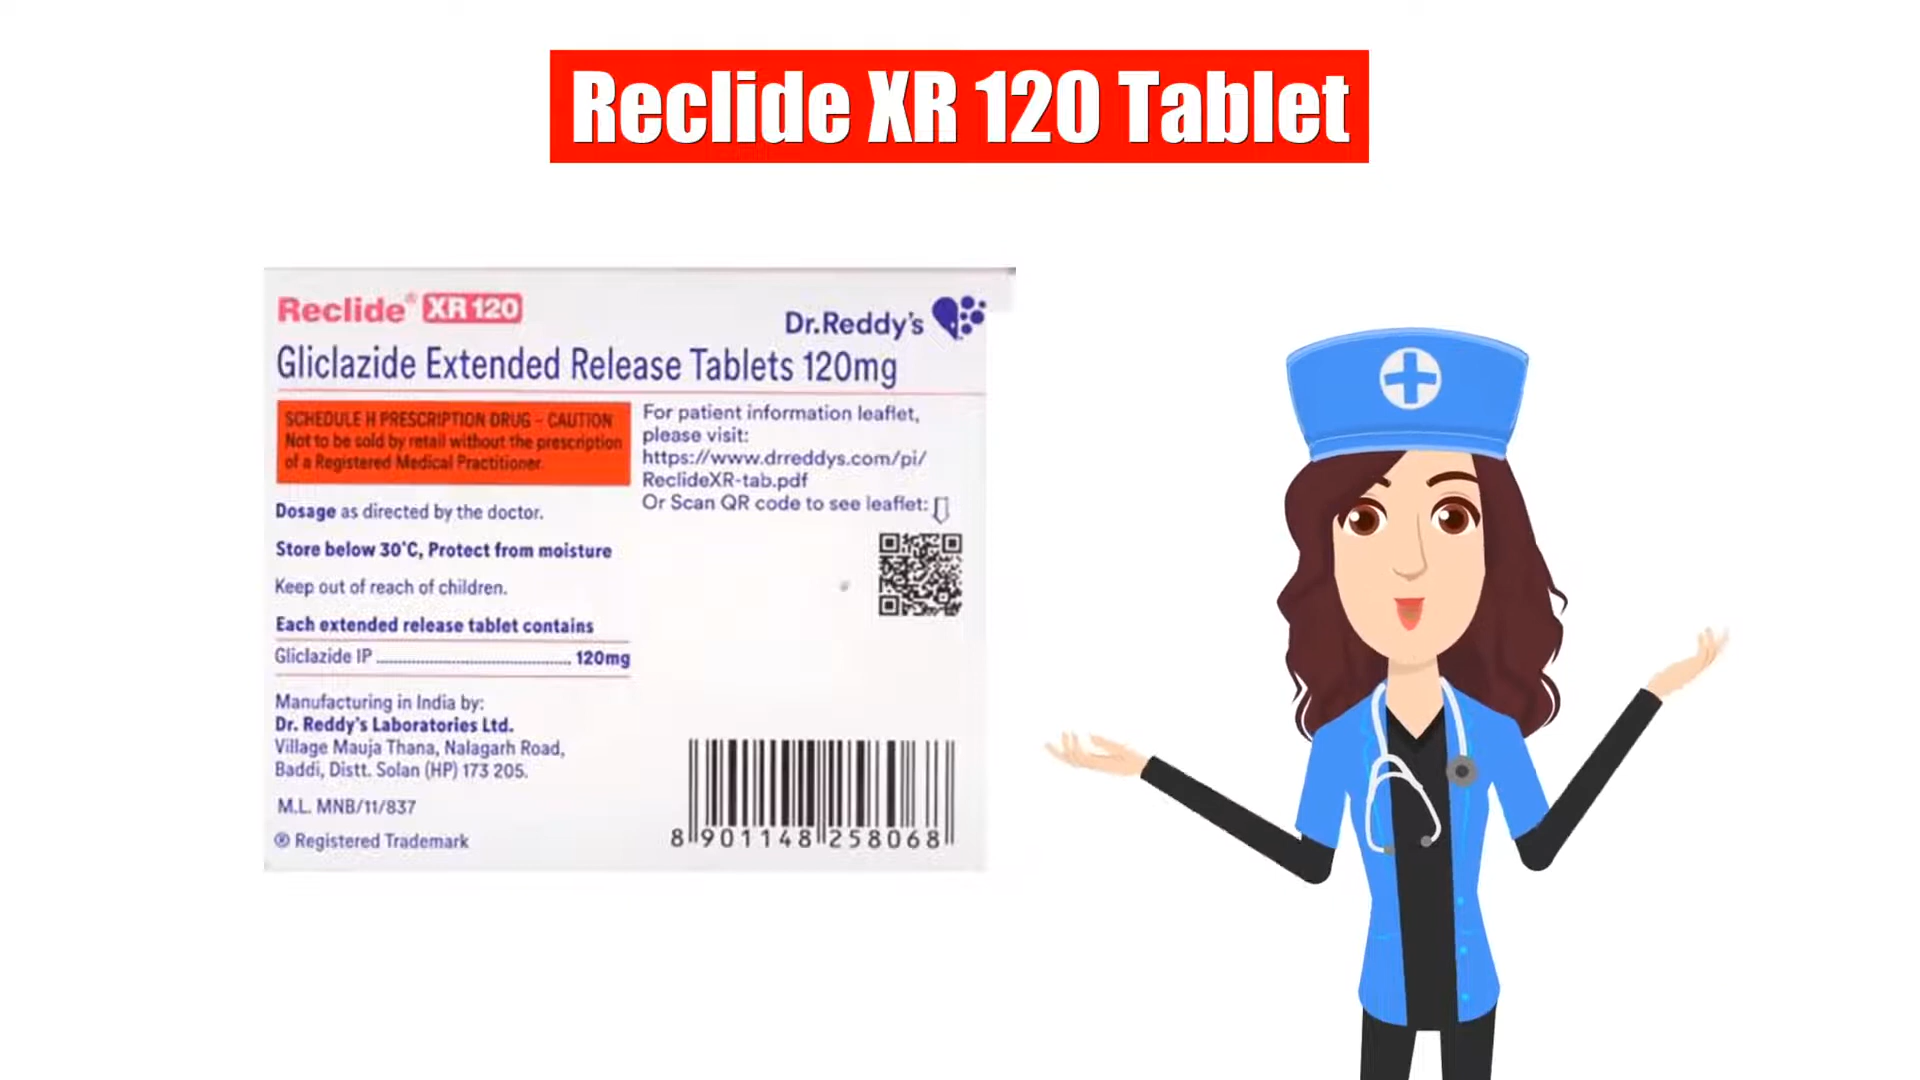 Reclide XR 120 Tablet
Reclide® XR 120
Dr.Reddy's
Gliclazide Extended Release Tablets 120mg
SCHEDULE H PRESCRIPTION DRUG - CAUTION
Not to be sold by retail without the prescription
of a Registered Medical Practitioner.
For patient information leaflet,
please visit:
https://www.drreddys.com/pi/
ReclideXR-tab.pdf
Or Scan QR code to see leaflet:
Dosage as directed by the doctor.
Store below 30°C, Protect from moisture
Keep out of reach of children.
Each extended release tablet contains
Gliclazide IP ................................ 120mg
Manufacturing in India by:
Dr. Reddy's Laboratories Ltd.
Village Mauja Thana, Nalagarh Road,
Baddi, Distt. Solan (HP) 173 205.
M.L. MNB/11/837
® Registered Trademark
8 901148 258068